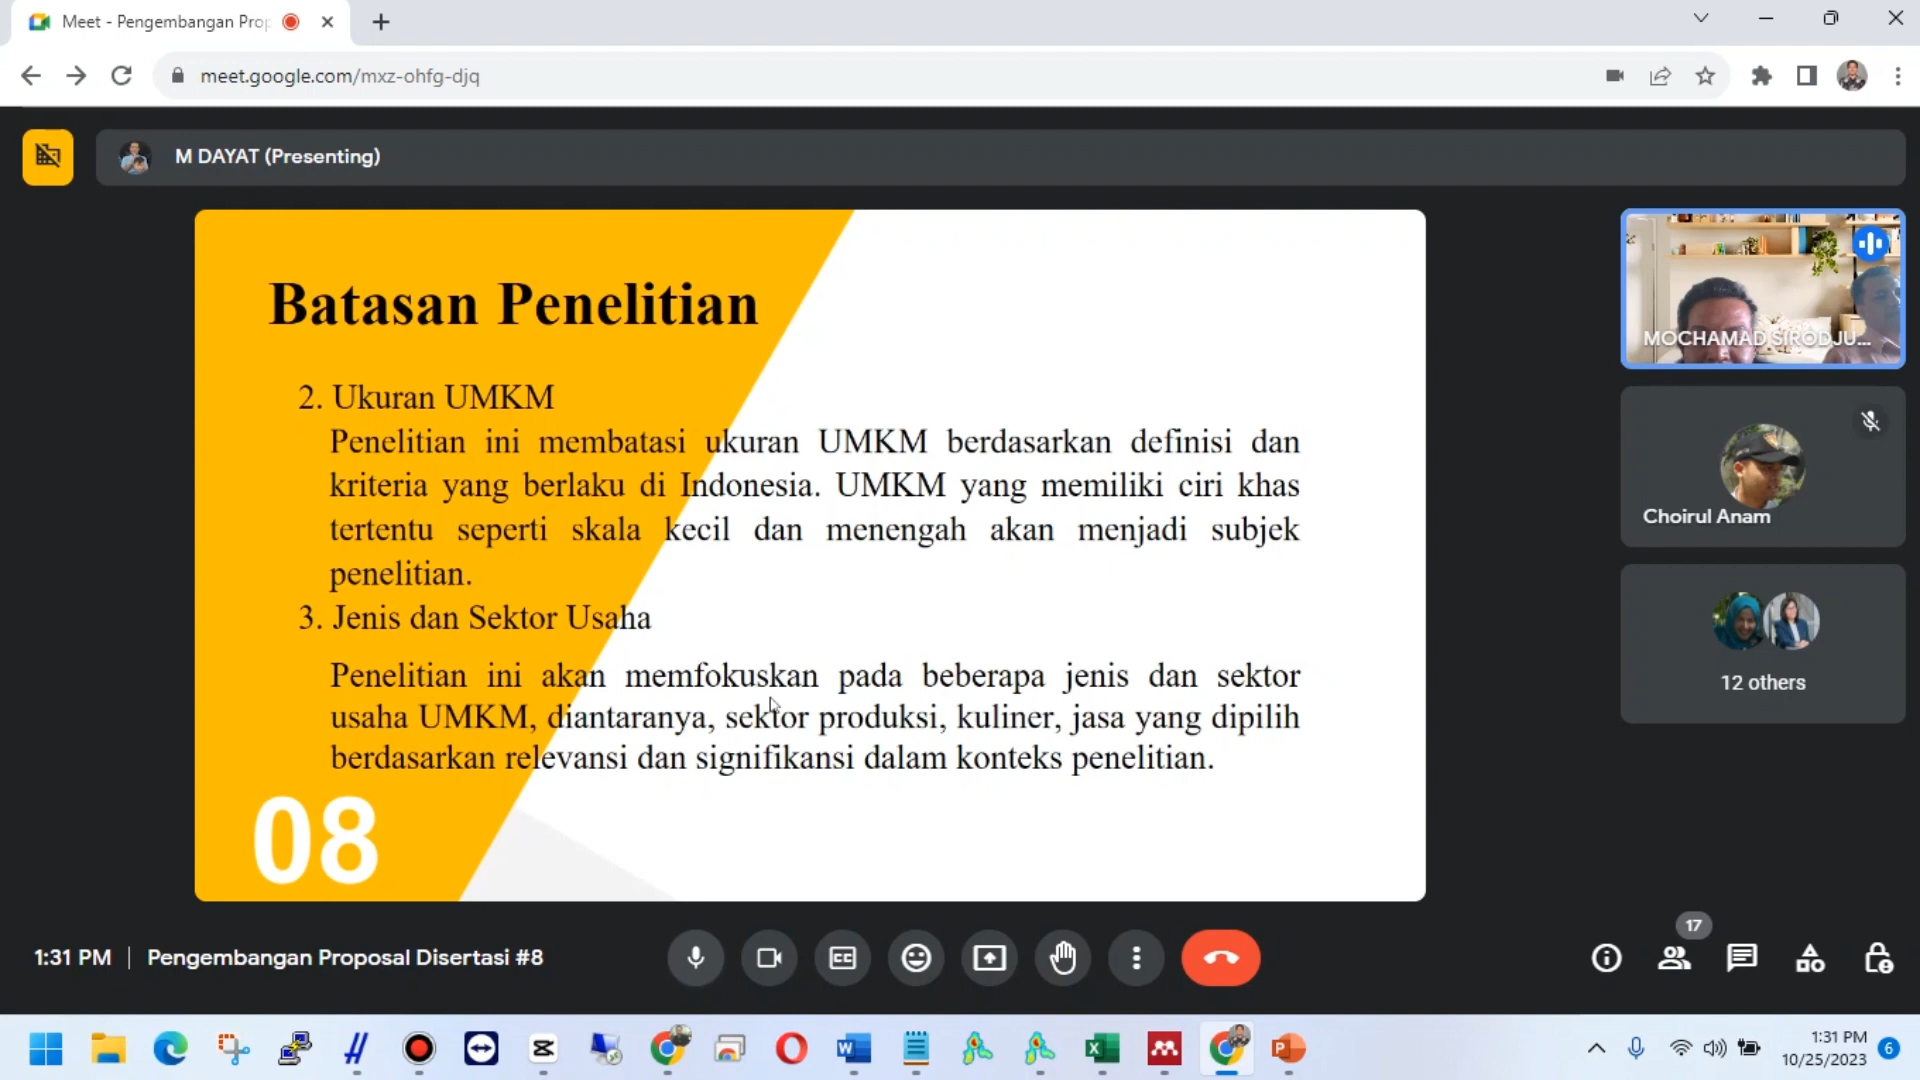 Meet - Pengembangan Prop
meet.google.com/mxz-ohfg-djq
M DAYAT (Presenting)
Batasan Penelitian
2. Ukuran UMKM
Penelitian ini membatasi ukuran UMKM berdasarkan definisi dan
kriteria yang berlaku di Indonesia. UMKM yang memiliki ciri khas
tertentu seperti skala kecil dan menengah akan menjadi subjek
penelitian.
3. Jenis dan Sektor Usaha
Penelitian ini akan memfokuskan pada beberapa jenis dan sektor
usaha UMKM, diantaranya, sektor produksi, kuliner, jasa yang dipilih
berdasarkan relevansi dan signifikansi dalam konteks penelitian.
08
MOCHAMAD SIRODJU...
Choirul Anam
12 others
1:31 PM | Pengembangan Proposal Disertasi #8
CC
17
W
X
P
1:31 PM
10/25/2023
6